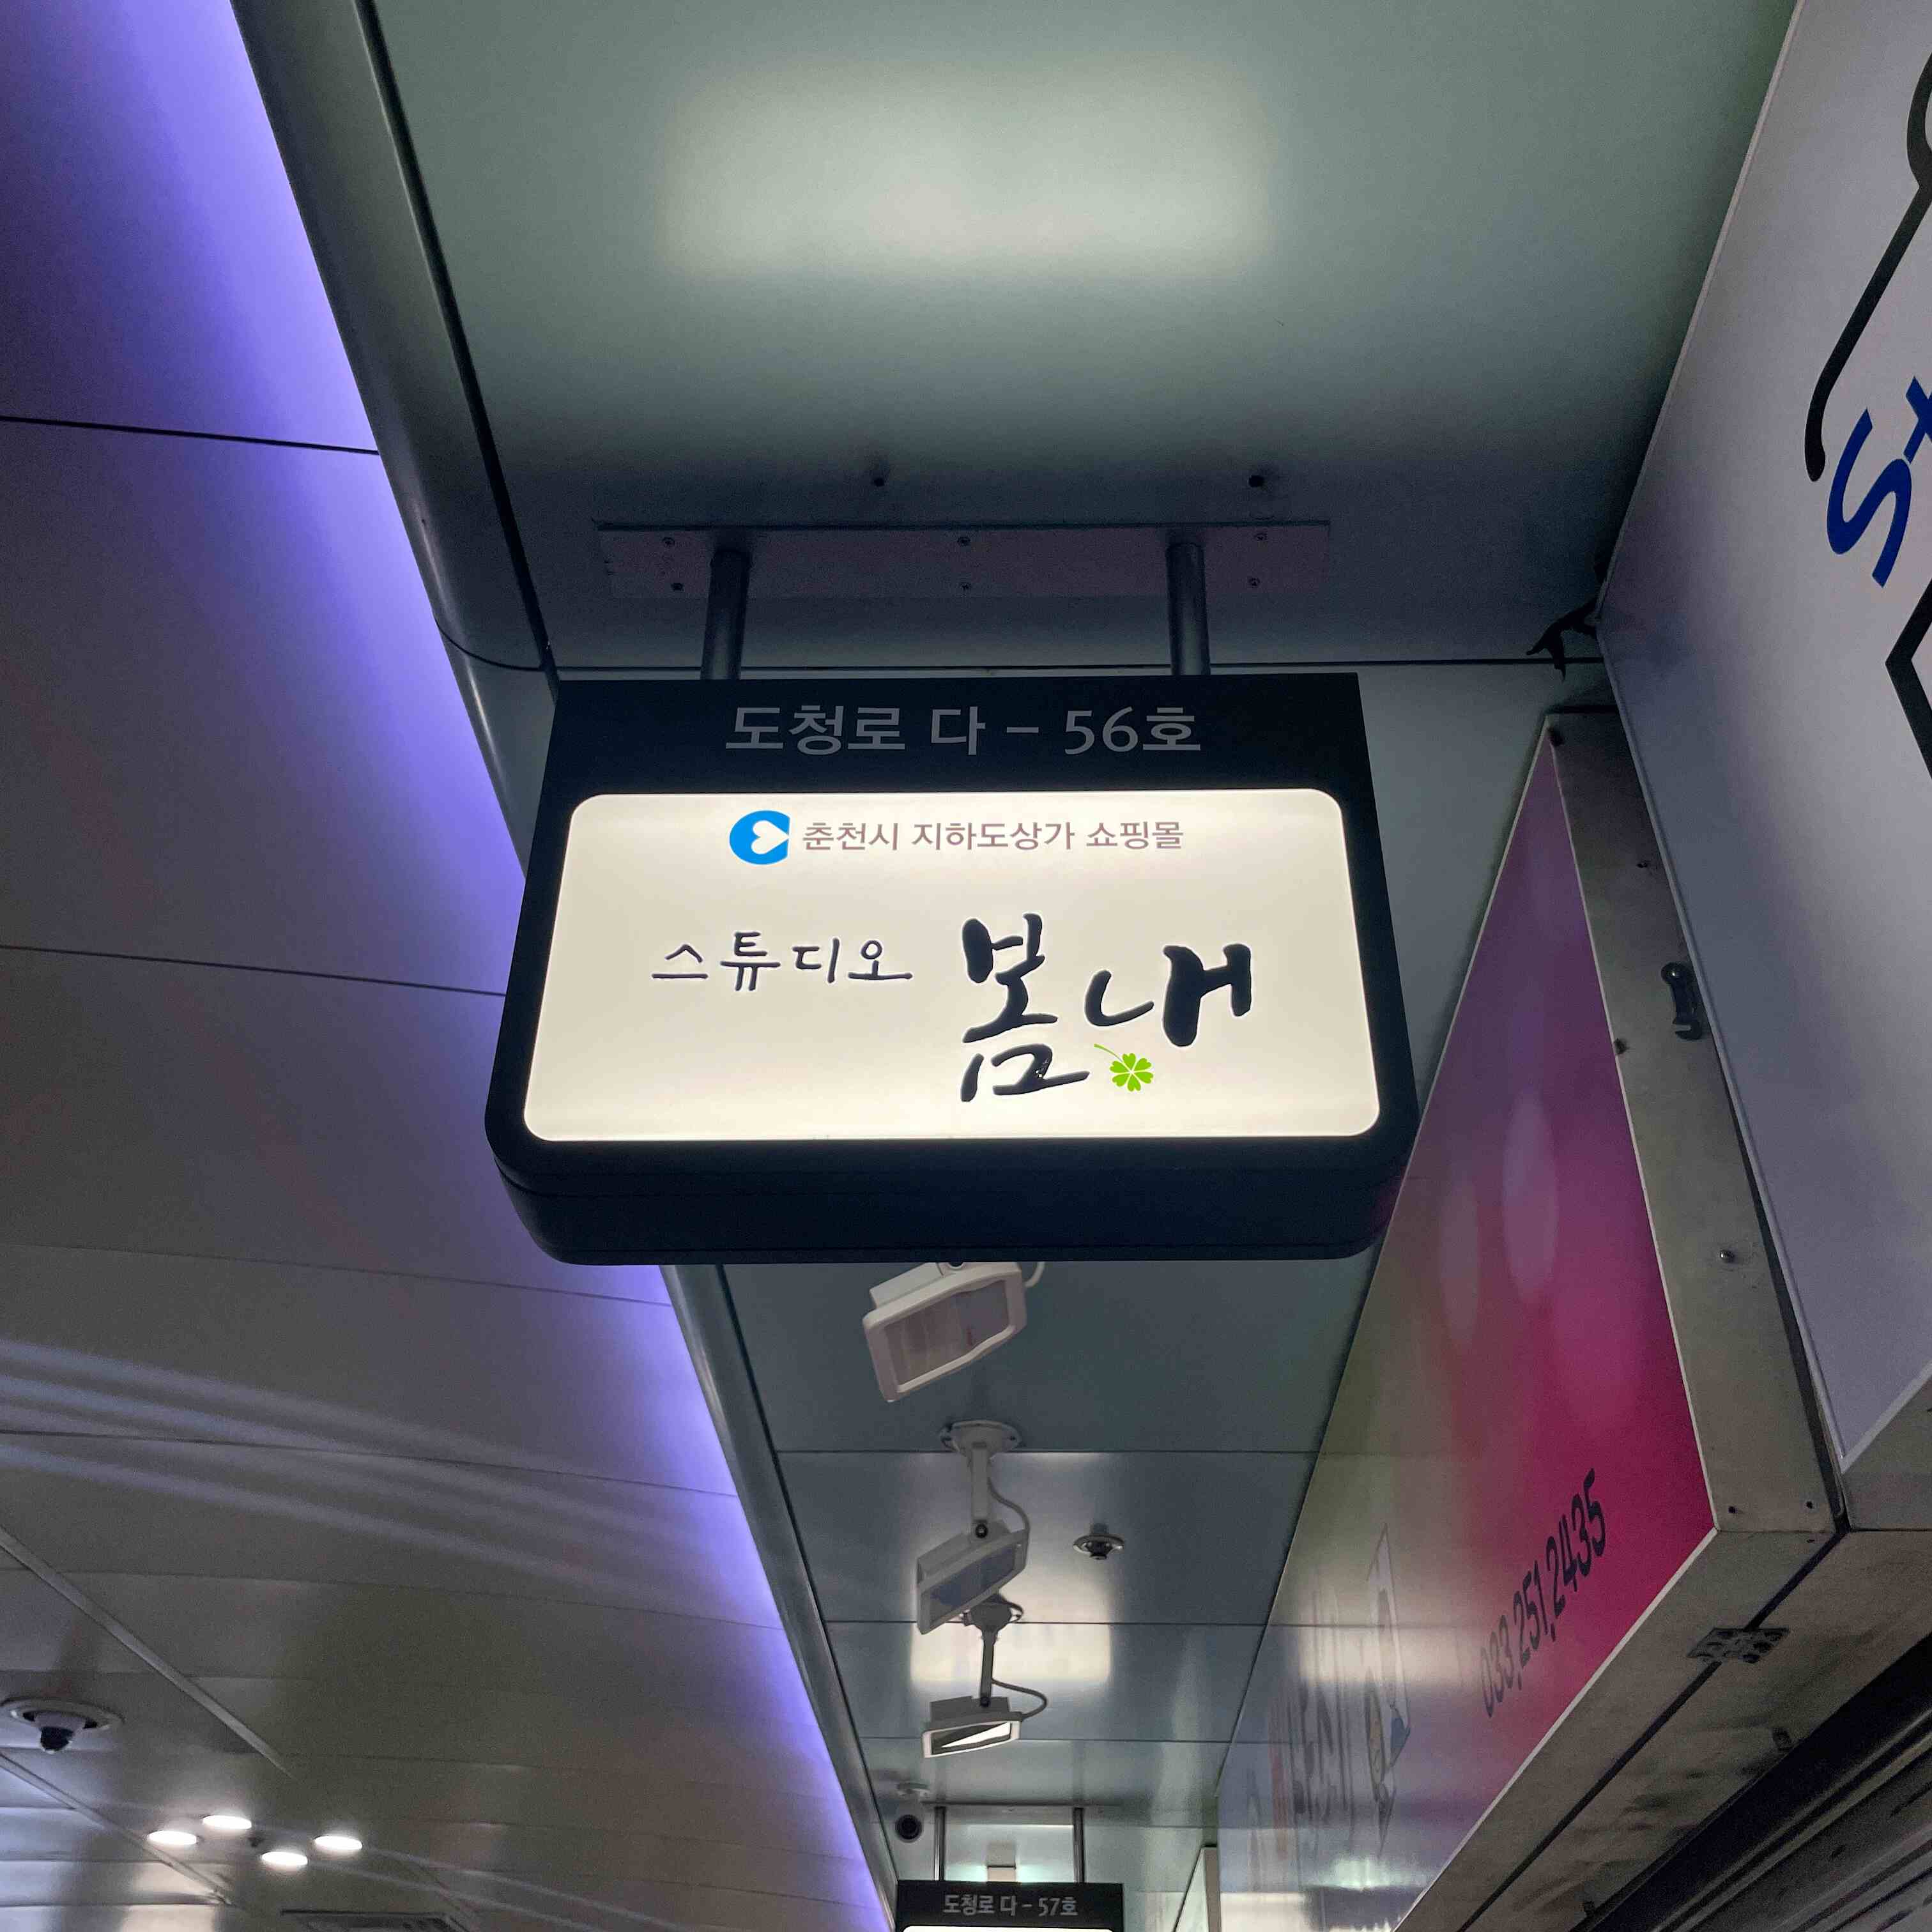 도청로 다 - 56호
춘천시 지하도상가 쇼핑몰
스튜디오 봄내
St
033.251.2435
도청로 다 - 57호